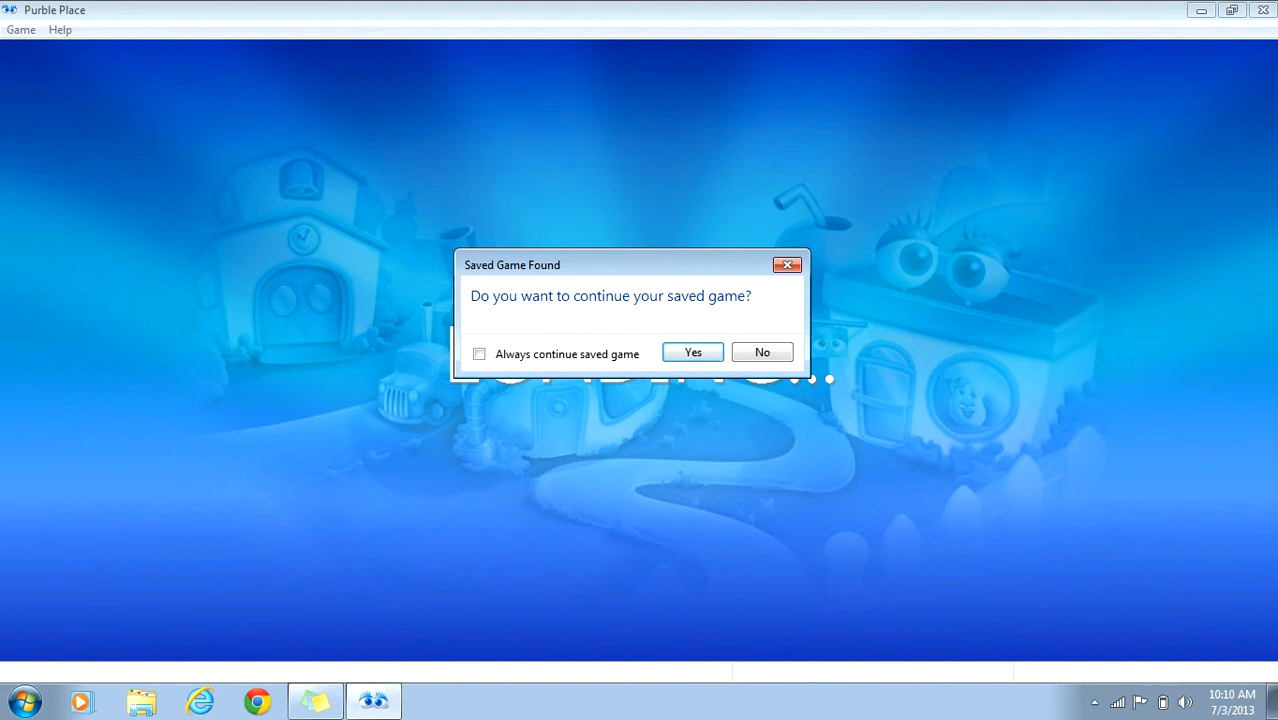 Purble Place
Game Help
Saved Game Found
Do you want to continue your saved game?
Always continue saved game Yes No
10:10 AM
7/3/2013